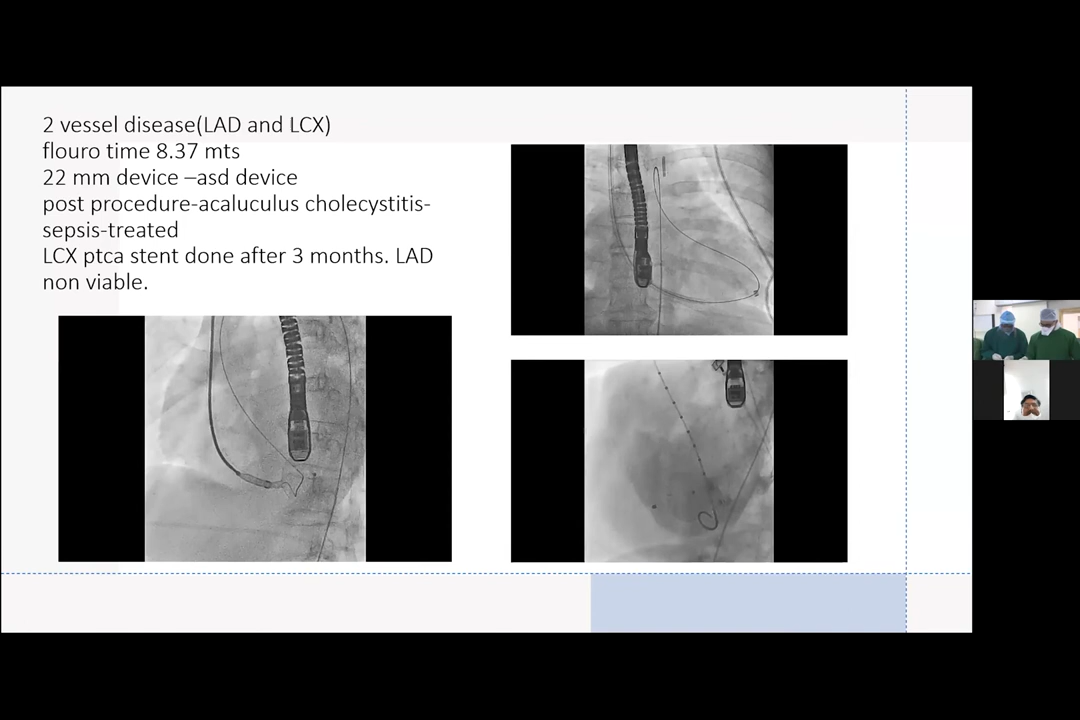 2 vessel disease(LAD and LCX)
flouro time 8.37 mts
22 mm device –asd device
post procedure-acaluculus cholecystitis-
sepsis-treated
LCX ptca stent done after 3 months. LAD
non viable.